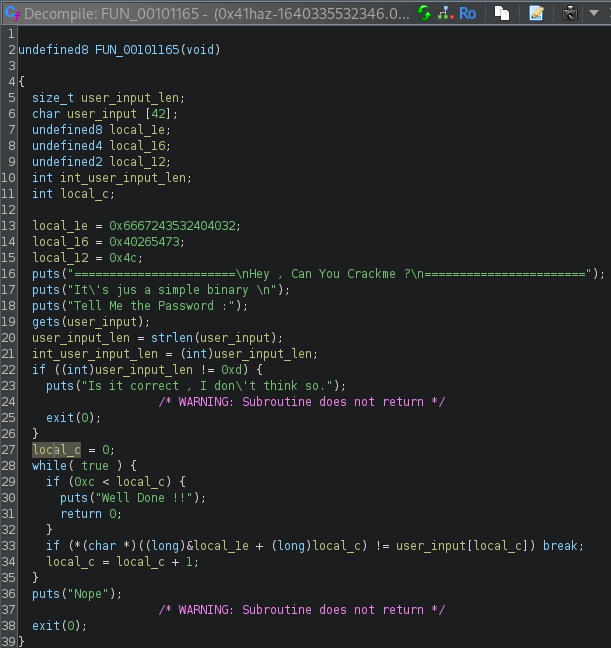 Decompile: FUN_00101165 - (0x41haz-1640335532346.0... Ro
1
2 undefined8 FUN_00101165(void)
3
4 {
5 size_t user_input_len;
6 char user_input [42];
7 undefined8 local_1e;
8 undefined4 local_16;
9 undefined2 local_12;
10 int int_user_input_len;
11 int local_c;
12
13 local_1e = 0x6667243532404032;
14 local_16 = 0x40265473;
15 local_12 = 0x4c;
16 puts("=======================\nHey , Can You Crackme ?\n=======================");
17 puts("It\'s jus a simple binary \n");
18 puts("Tell Me the Password :");
19 gets(user_input);
20 user_input_len = strlen(user_input);
21 int_user_input_len = (int)user_input_len;
22 if ((int)user_input_len != 0xd) {
23 puts("Is it correct , I don\'t think so.");
24 /* WARNING: Subroutine does not return */
25 exit(0);
26 }
27 local_c = 0;
28 while( true ) {
29 if (0xc < local_c) {
30 puts("Well Done !!");
31 return 0;
32 }
33 if (*(char *)((long)&local_1e + (long)local_c) != user_input[local_c]) break;
34 local_c = local_c + 1;
35 }
36 puts("Nope");
37 /* WARNING: Subroutine does not return */
38 exit(0);
39 }